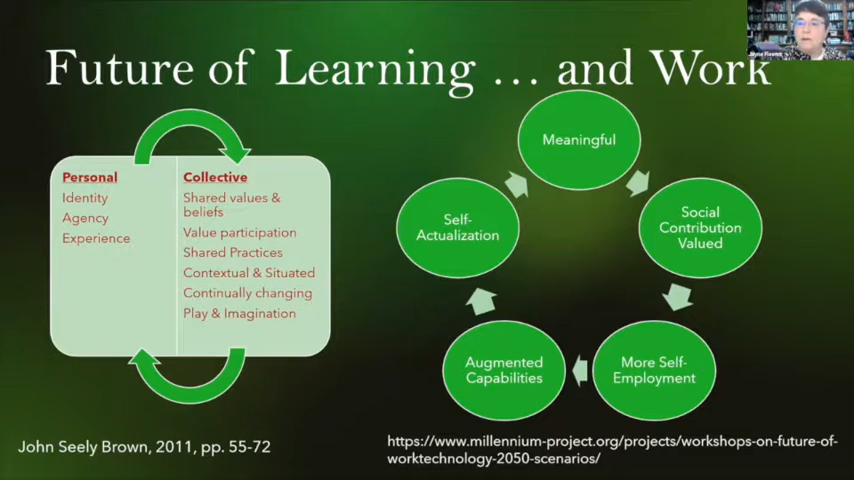 Future of Learning … and Work
Personal
Identity
Agency
Experience
Collective
Shared values &
beliefs
Value participation
Shared Practices
Contextual & Situated
Continually changing
Play & Imagination
Meaningful
Social
Contribution
Valued
More Self-
Employment
Augmented
Capabilities
Self-
Actualization
John Seely Brown, 2011, pp. 55-72
https://www.millennium-project.org/projects/workshops-on-future-of-
worktechnology-2050-scenarios/